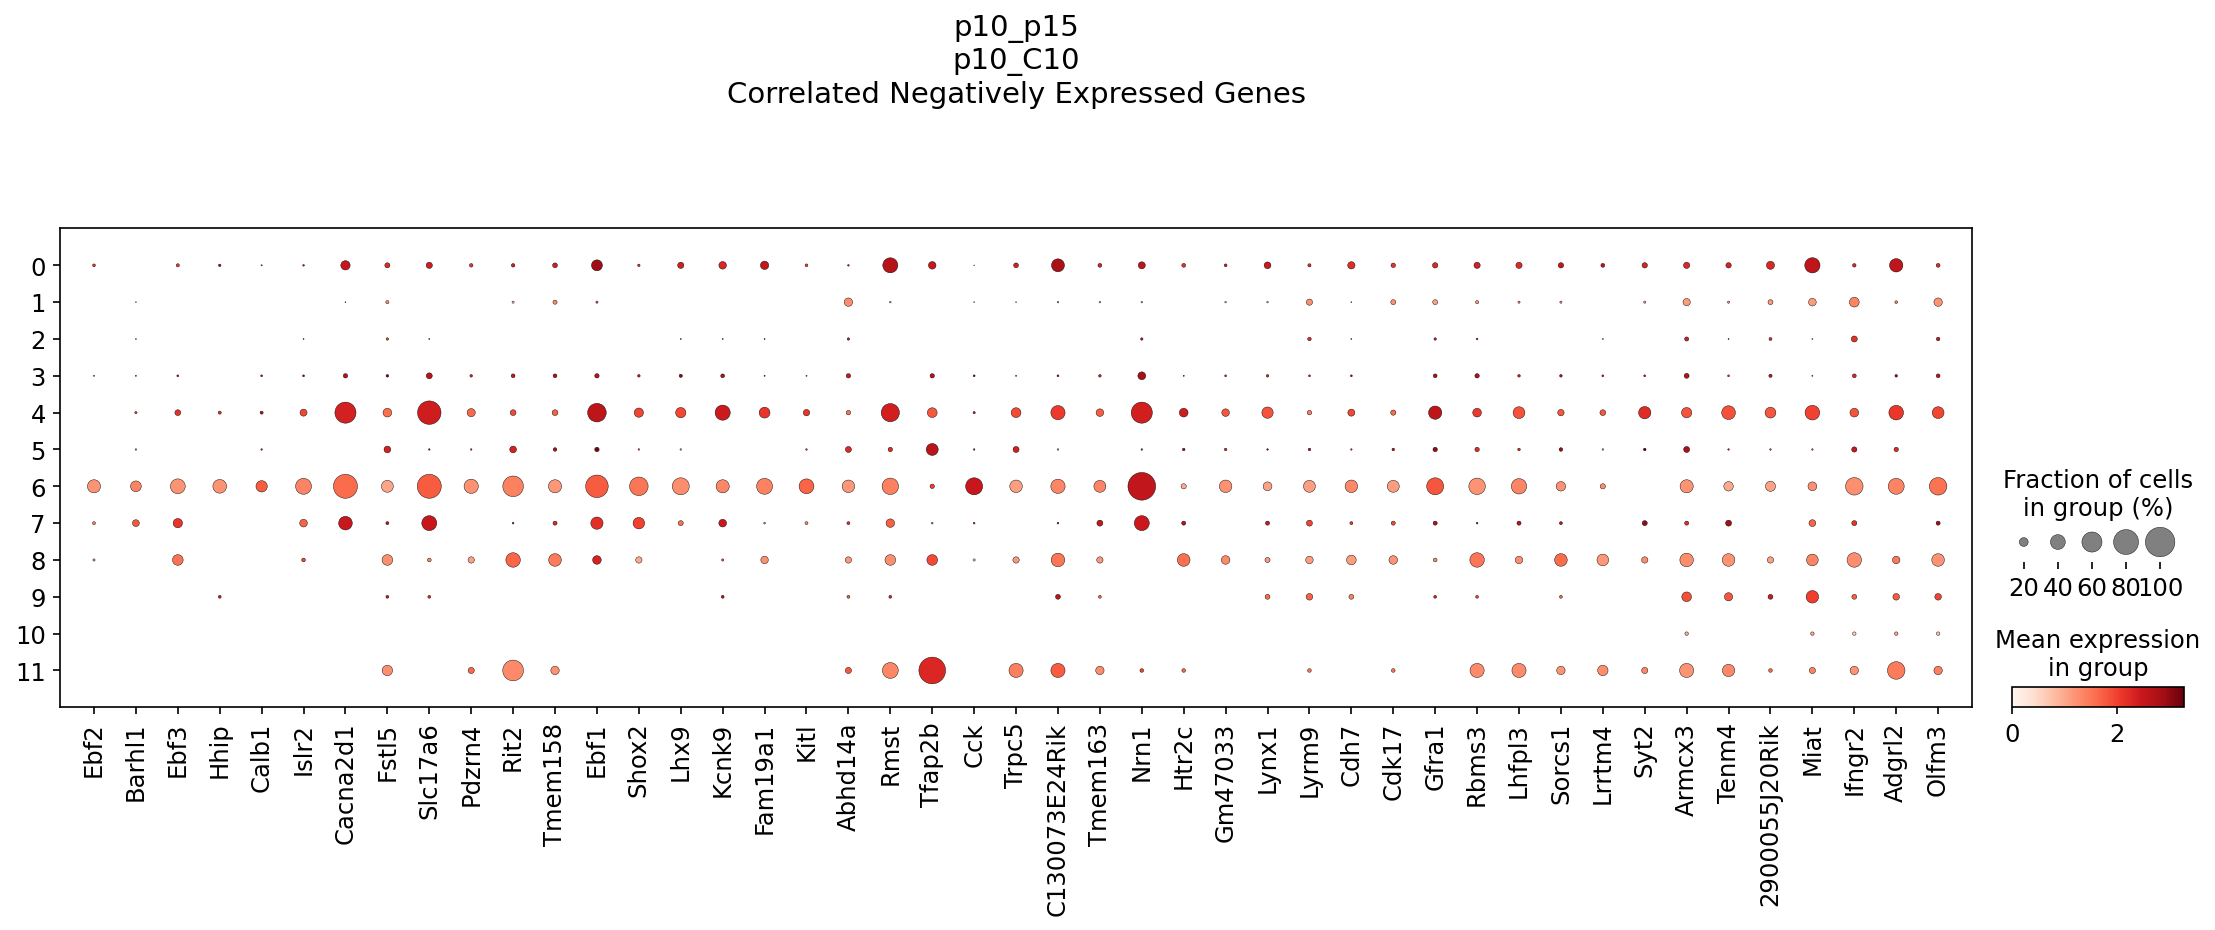 p10_p15
p10_C10
Correlated Negatively Expressed Genes
0
1
2
3
4
5
6
7
8
9
10
11
Ebf2
Barhl1
Ebf3
Hhip
Calb1
Islr2
Cacna2d1
Fstl5
Slc17a6
Pdzrn4
Rit2
Tmem158
Ebf1
Shox2
Lhx9
Kcnk9
Fam19a1
Kitl
Abhd14a
Rmst
Tfap2b
Cck
Trpc5
C130073E24Rik
Tmem163
Nrn1
Htr2c
Gm47033
Lynx1
Lyrm9
Cdh7
Cdk17
Gfra1
Rbms3
Lhfpl3
Sorcs1
Lrrtm4
Syt2
Armcx3
Tenm4
2900055J20Rik
Miat
Ifngr2
Adgrl2
Olfm3
Fraction of cells
in group (%)
20 40 60 80 100
Mean expression
in group
0 2